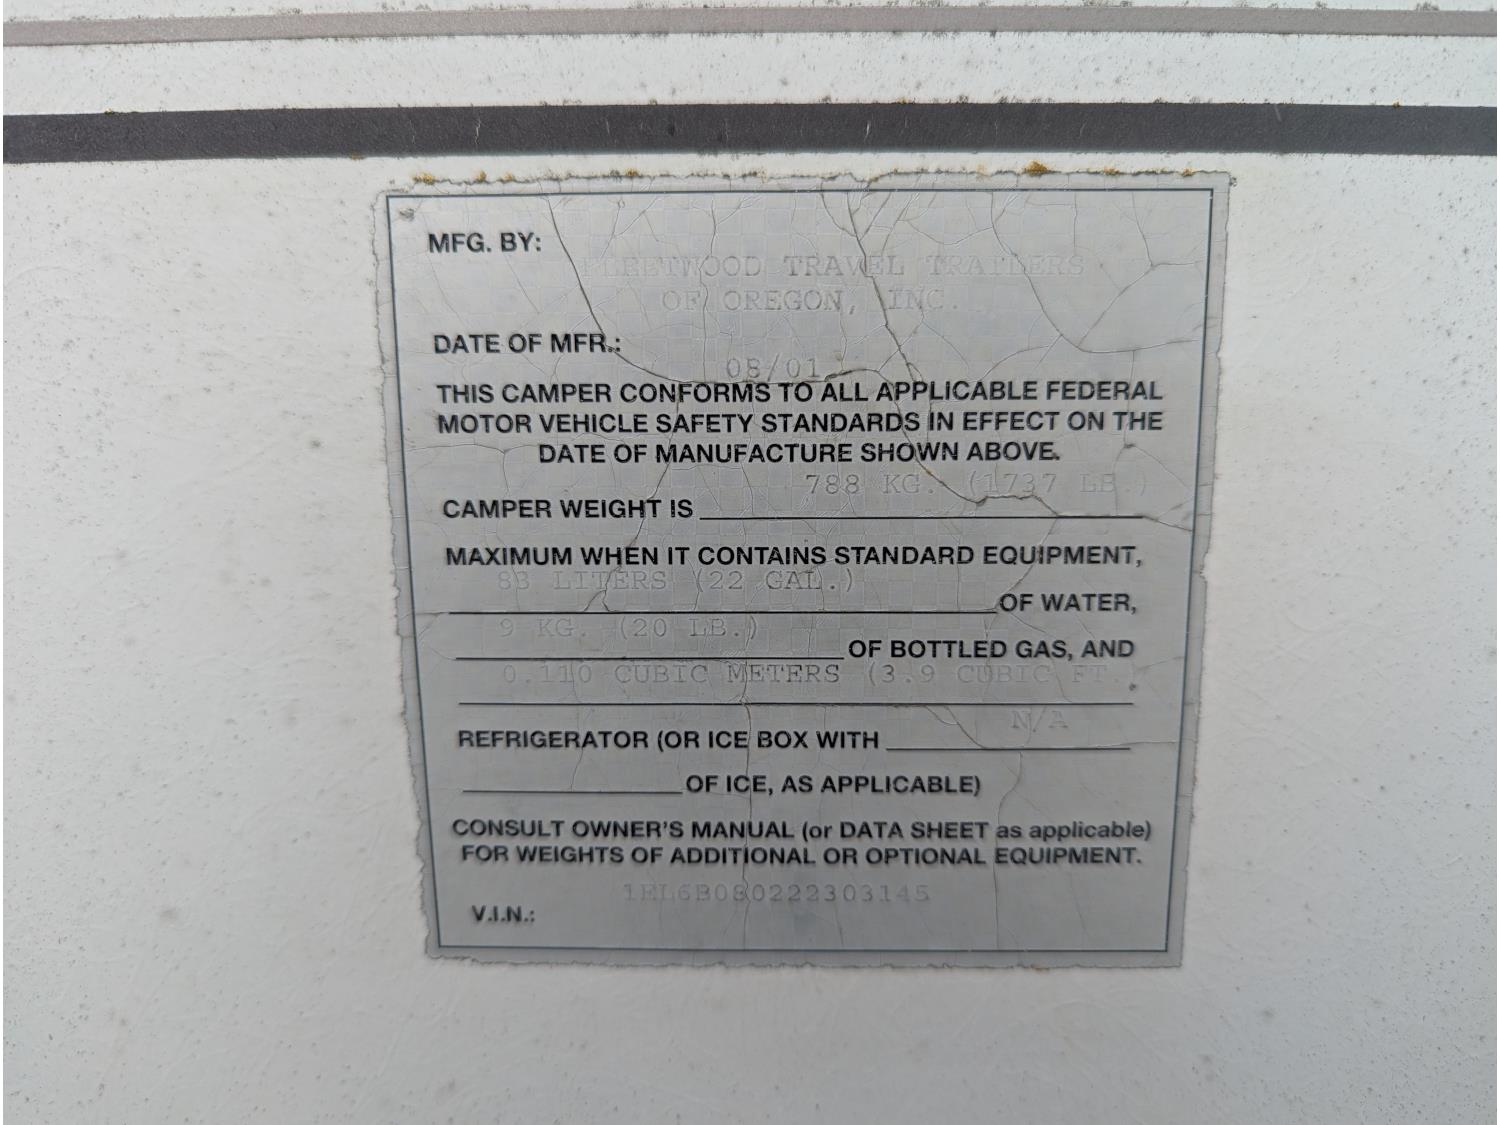 MFG. BY:
FLEETWOOD TRAVEL TRAILERS
OF OREGON, INC.
DATE OF MFR.:
08/01
THIS CAMPER CONFORMS TO ALL APPLICABLE FEDERAL
MOTOR VEHICLE SAFETY STANDARDS IN EFFECT ON THE
DATE OF MANUFACTURE SHOWN ABOVE.
788 KG. (1737 LB.)
CAMPER WEIGHT IS
MAXIMUM WHEN IT CONTAINS STANDARD EQUIPMENT,
83 LITERS (22 GAL.)
OF WATER,
9 KG. (20 LB.)
OF BOTTLED GAS, AND
0.110 CUBIC METERS (3.9 CUBIC FT.)
N/A
REFRIGERATOR (OR ICE BOX WITH
OF ICE, AS APPLICABLE)
CONSULT OWNER'S MANUAL (or DATA SHEET as applicable)
FOR WEIGHTS OF ADDITIONAL OR OPTIONAL EQUIPMENT.
V.I.N.: